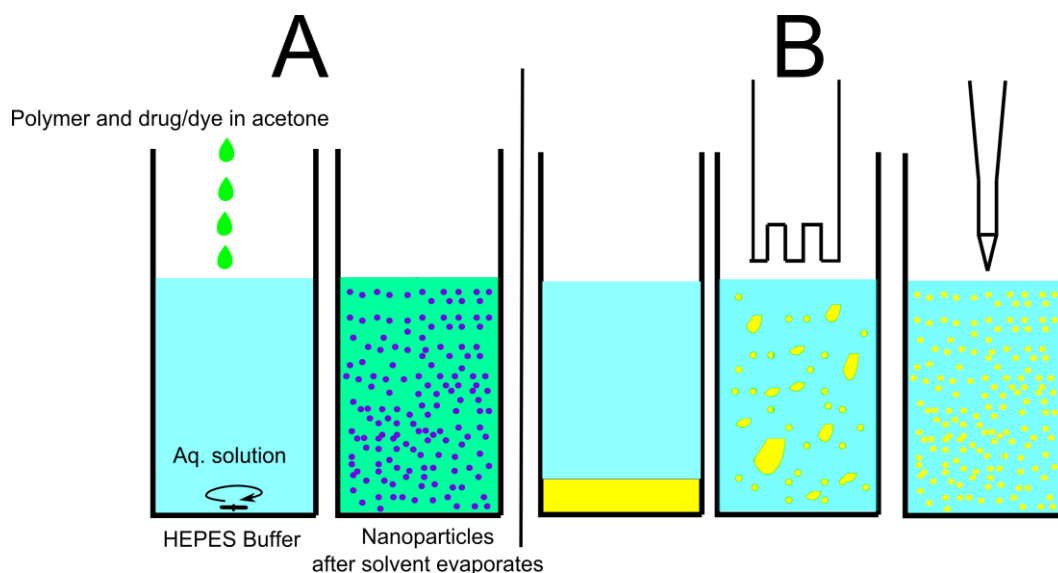 A
B
Polymer and drug/dye in acetone
Aq. solution
HEPES Buffer
Nanoparticles
after solvent evaporates